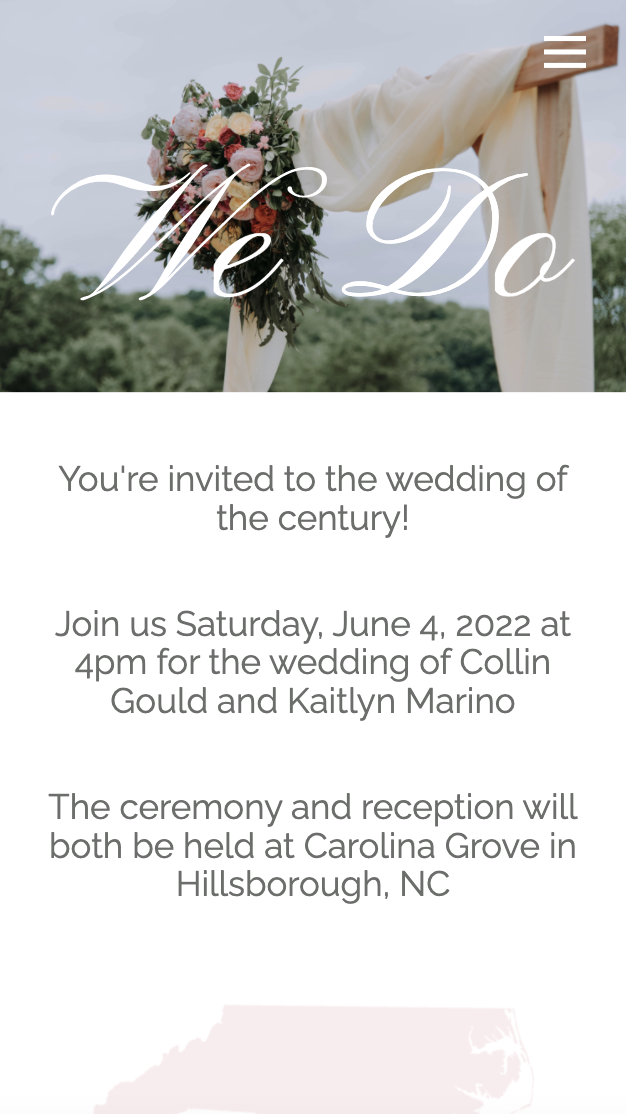 We Do
You're invited to the wedding of
the century!
Join us Saturday, June 4, 2022 at
4pm for the wedding of Collin
Gould and Kaitlyn Marino
The ceremony and reception will
both be held at Carolina Grove in
Hillsborough, NC